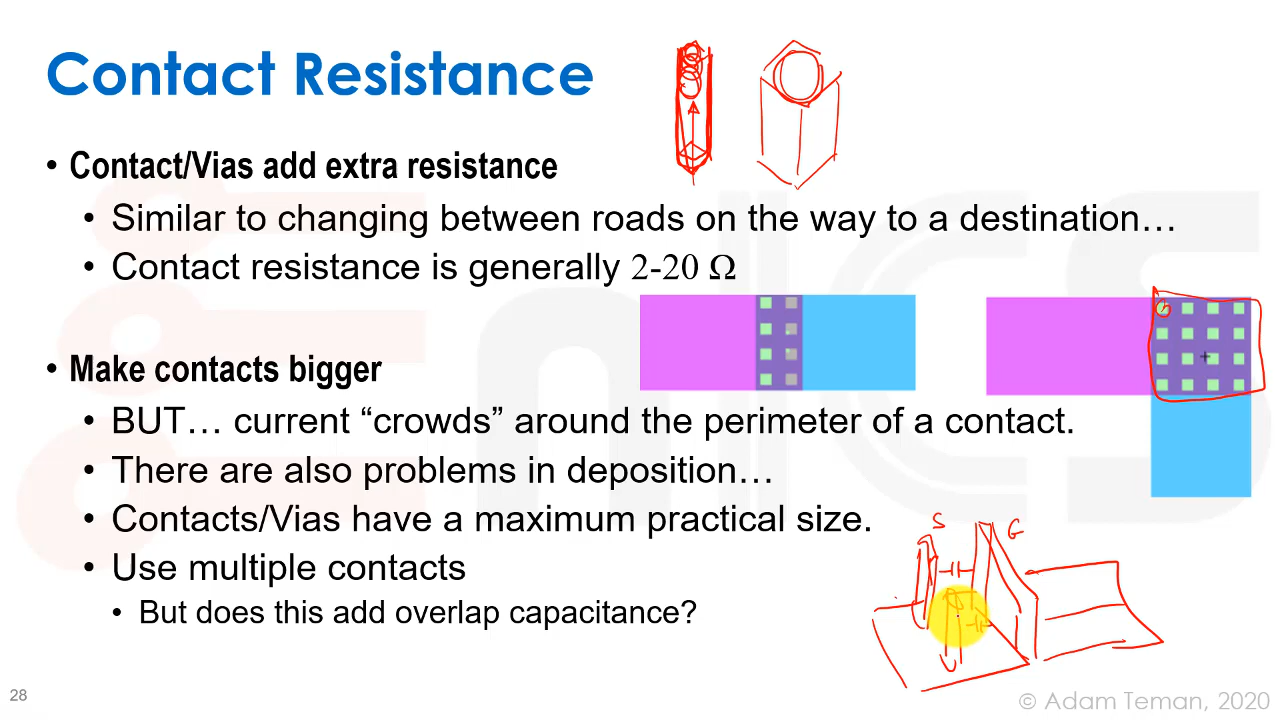 Contact Resistance
• Contact/Vias add extra resistance
• Similar to changing between roads on the way to a destination…
• Contact resistance is generally 2-20 Ω
• Make contacts bigger
• BUT… current “crowds” around the perimeter of a contact.
• There are also problems in deposition…
• Contacts/Vias have a maximum practical size.
• Use multiple contacts
• But does this add overlap capacitance?
S
G
28
© Adam Teman, 2020